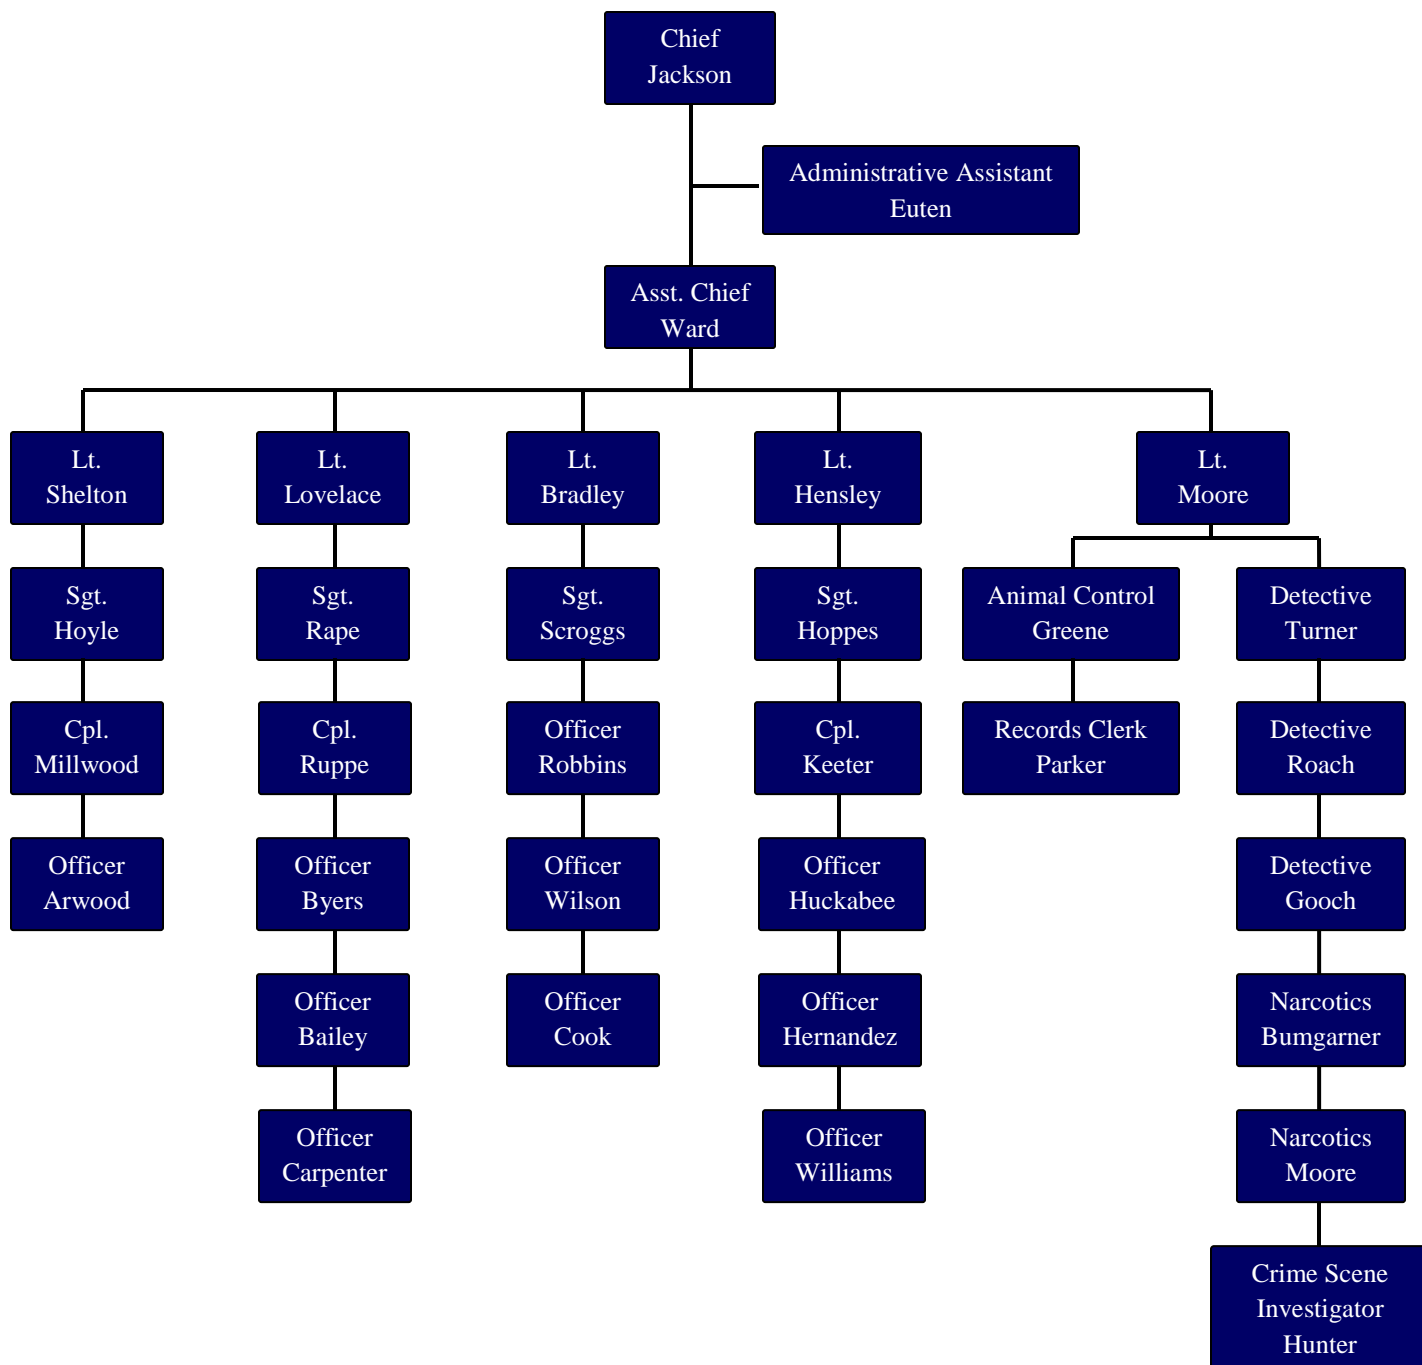 Chief
Jackson
Administrative Assistant
Euten
Asst. Chief
Ward
Lt.
Shelton
Lt.
Lovelace
Lt.
Bradley
Lt.
Hensley
Lt.
Moore
Sgt.
Hoyle
Sgt.
Rape
Sgt.
Scroggs
Sgt.
Hoppes
Animal Control
Greene
Detective
Turner
Cpl.
Millwood
Cpl.
Ruppe
Officer
Robbins
Cpl.
Keeter
Records Clerk
Parker
Detective
Roach
Officer
Arwood
Officer
Byers
Officer
Wilson
Officer
Huckabee
Detective
Gooch
Officer
Bailey
Officer
Cook
Officer
Hernandez
Narcotics
Bumgarner
Officer
Carpenter
Officer
Williams
Narcotics
Moore
Crime Scene
Investigator
Hunter